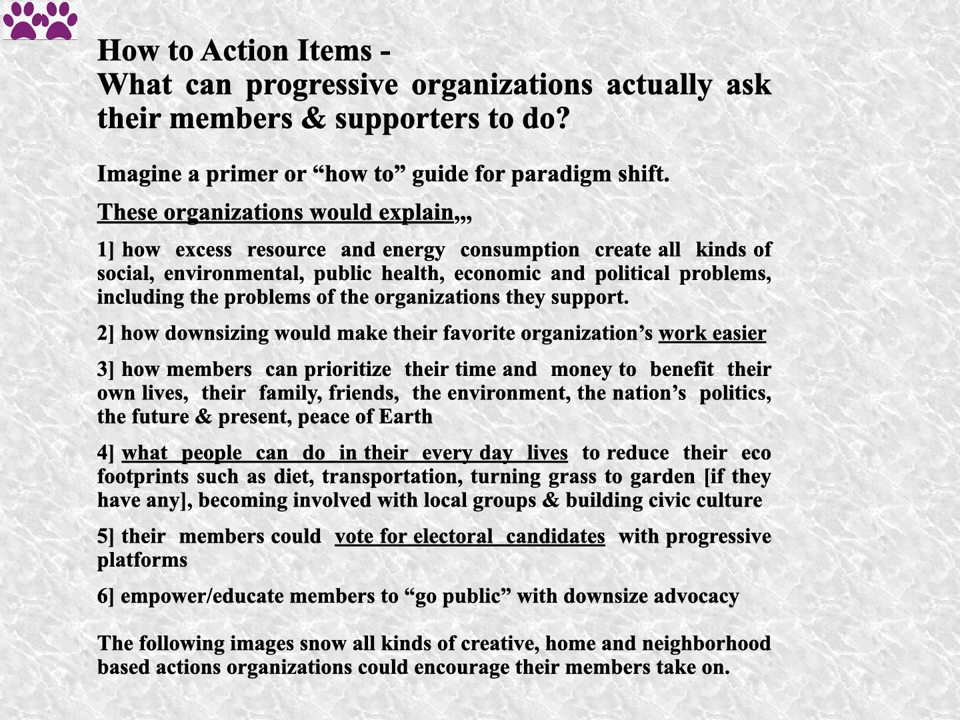 How to Action Items -
What can progressive organizations actually ask
their members & supporters to do?
Imagine a primer or “how to” guide for paradigm shift.
These organizations would explain,,,
1] how excess resource and energy consumption create all kinds of
social, environmental, public health, economic and political problems,
including the problems of the organizations they support.
2] how downsizing would make their favorite organization’s work easier
3] how members can prioritize their time and money to benefit their
own lives, their family, friends, the environment, the nation’s politics,
the future & present, peace of Earth
4] what people can do in their every day lives to reduce their eco
footprints such as diet, transportation, turning grass to garden [if they
have any], becoming involved with local groups & building civic culture
5] their members could vote for electoral candidates with progressive
platforms
6] empower/educate members to “go public” with downsize advocacy
The following images snow all kinds of creative, home and neighborhood
based actions organizations could encourage their members take on.